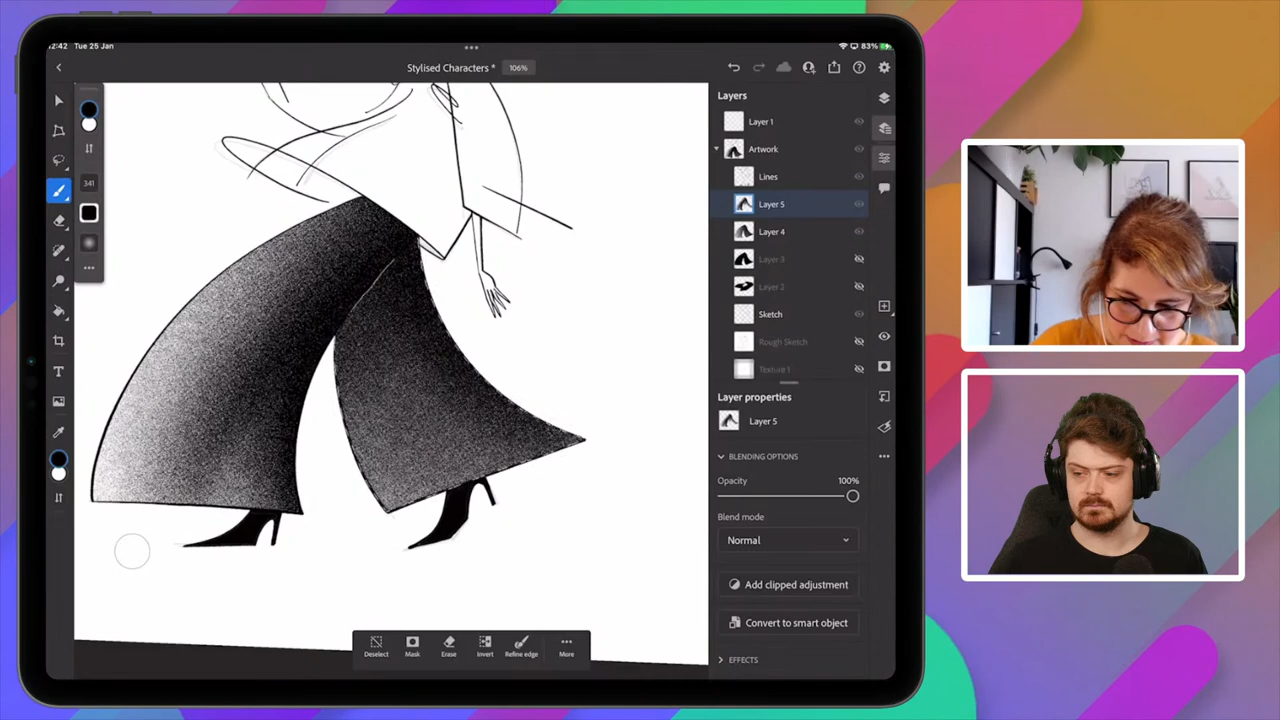 12:42 Tue 25 Jan
83%
Stylised Characters *
106%
341
Layers
Layer 1
Artwork
Lines
Layer 5
Layer 4
Layer 3
Layer 2
Sketch
Rough Sketch
Texture 1
Layer properties
Layer 5
BLENDING OPTIONS
Opacity
100%
Blend mode
Normal
Add clipped adjustment
Convert to smart object
EFFECTS
Deselect
Mask
Erase
Invert
Refine edge
More